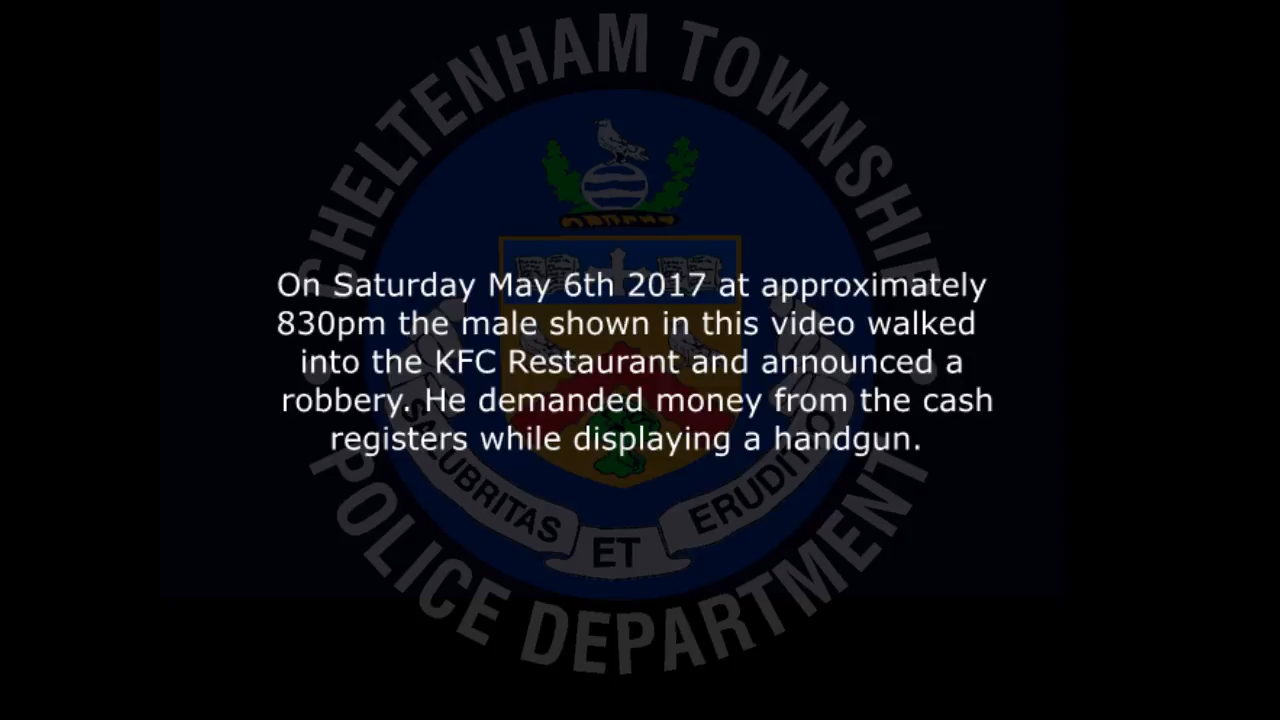 CHELTENHAM TOWNSHIP
On Saturday May 6th 2017 at approximately
830pm the male shown in this video walked
into the KFC Restaurant and announced a
robbery. He demanded money from the cash
registers while displaying a handgun.
SALUBRITAS ET ERUDITIO
POLICE DEPARTMENT